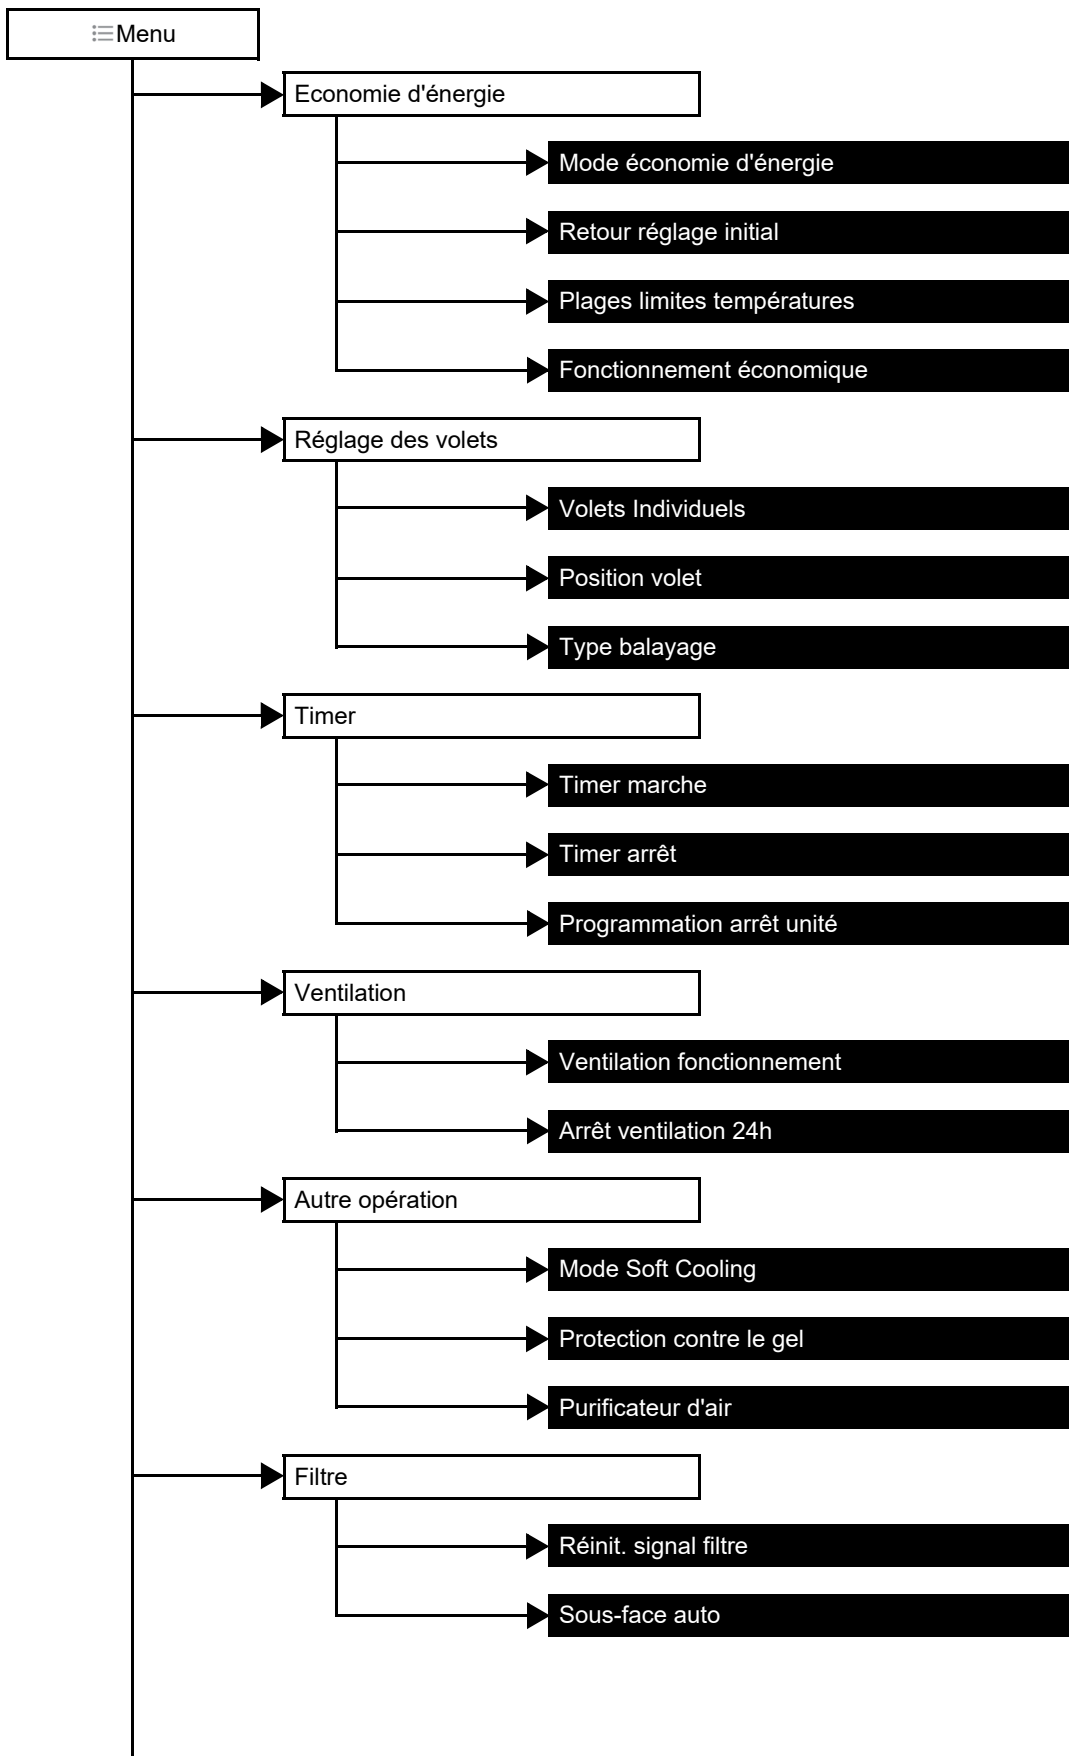 Menu
Economie d'énergie
Mode économie d'énergie
Retour réglage initial
Plages limites températures
Fonctionnement économique
Réglage des volets
Volets Individuels
Position volet
Type balayage
Timer
Timer marche
Timer arrêt
Programmation arrêt unité
Ventilation
Ventilation fonctionnement
Arrêt ventilation 24h
Autre opération
Mode Soft Cooling
Protection contre le gel
Purificateur d'air
Filtre
Réinit. signal filtre
Sous-face auto